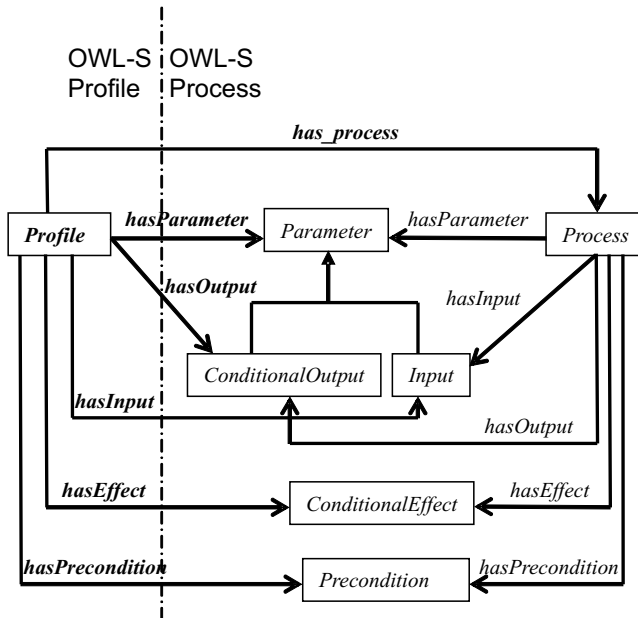 OWL-S
Profile
OWL-S
Process
has_process
Profile
hasParameter
Parameter
hasParameter
Process
hasOutput
hasInput
ConditionalOutput
Input
hasInput
hasOutput
hasEffect
ConditionalEffect
hasEffect
hasPrecondition
Precondition
hasPrecondition